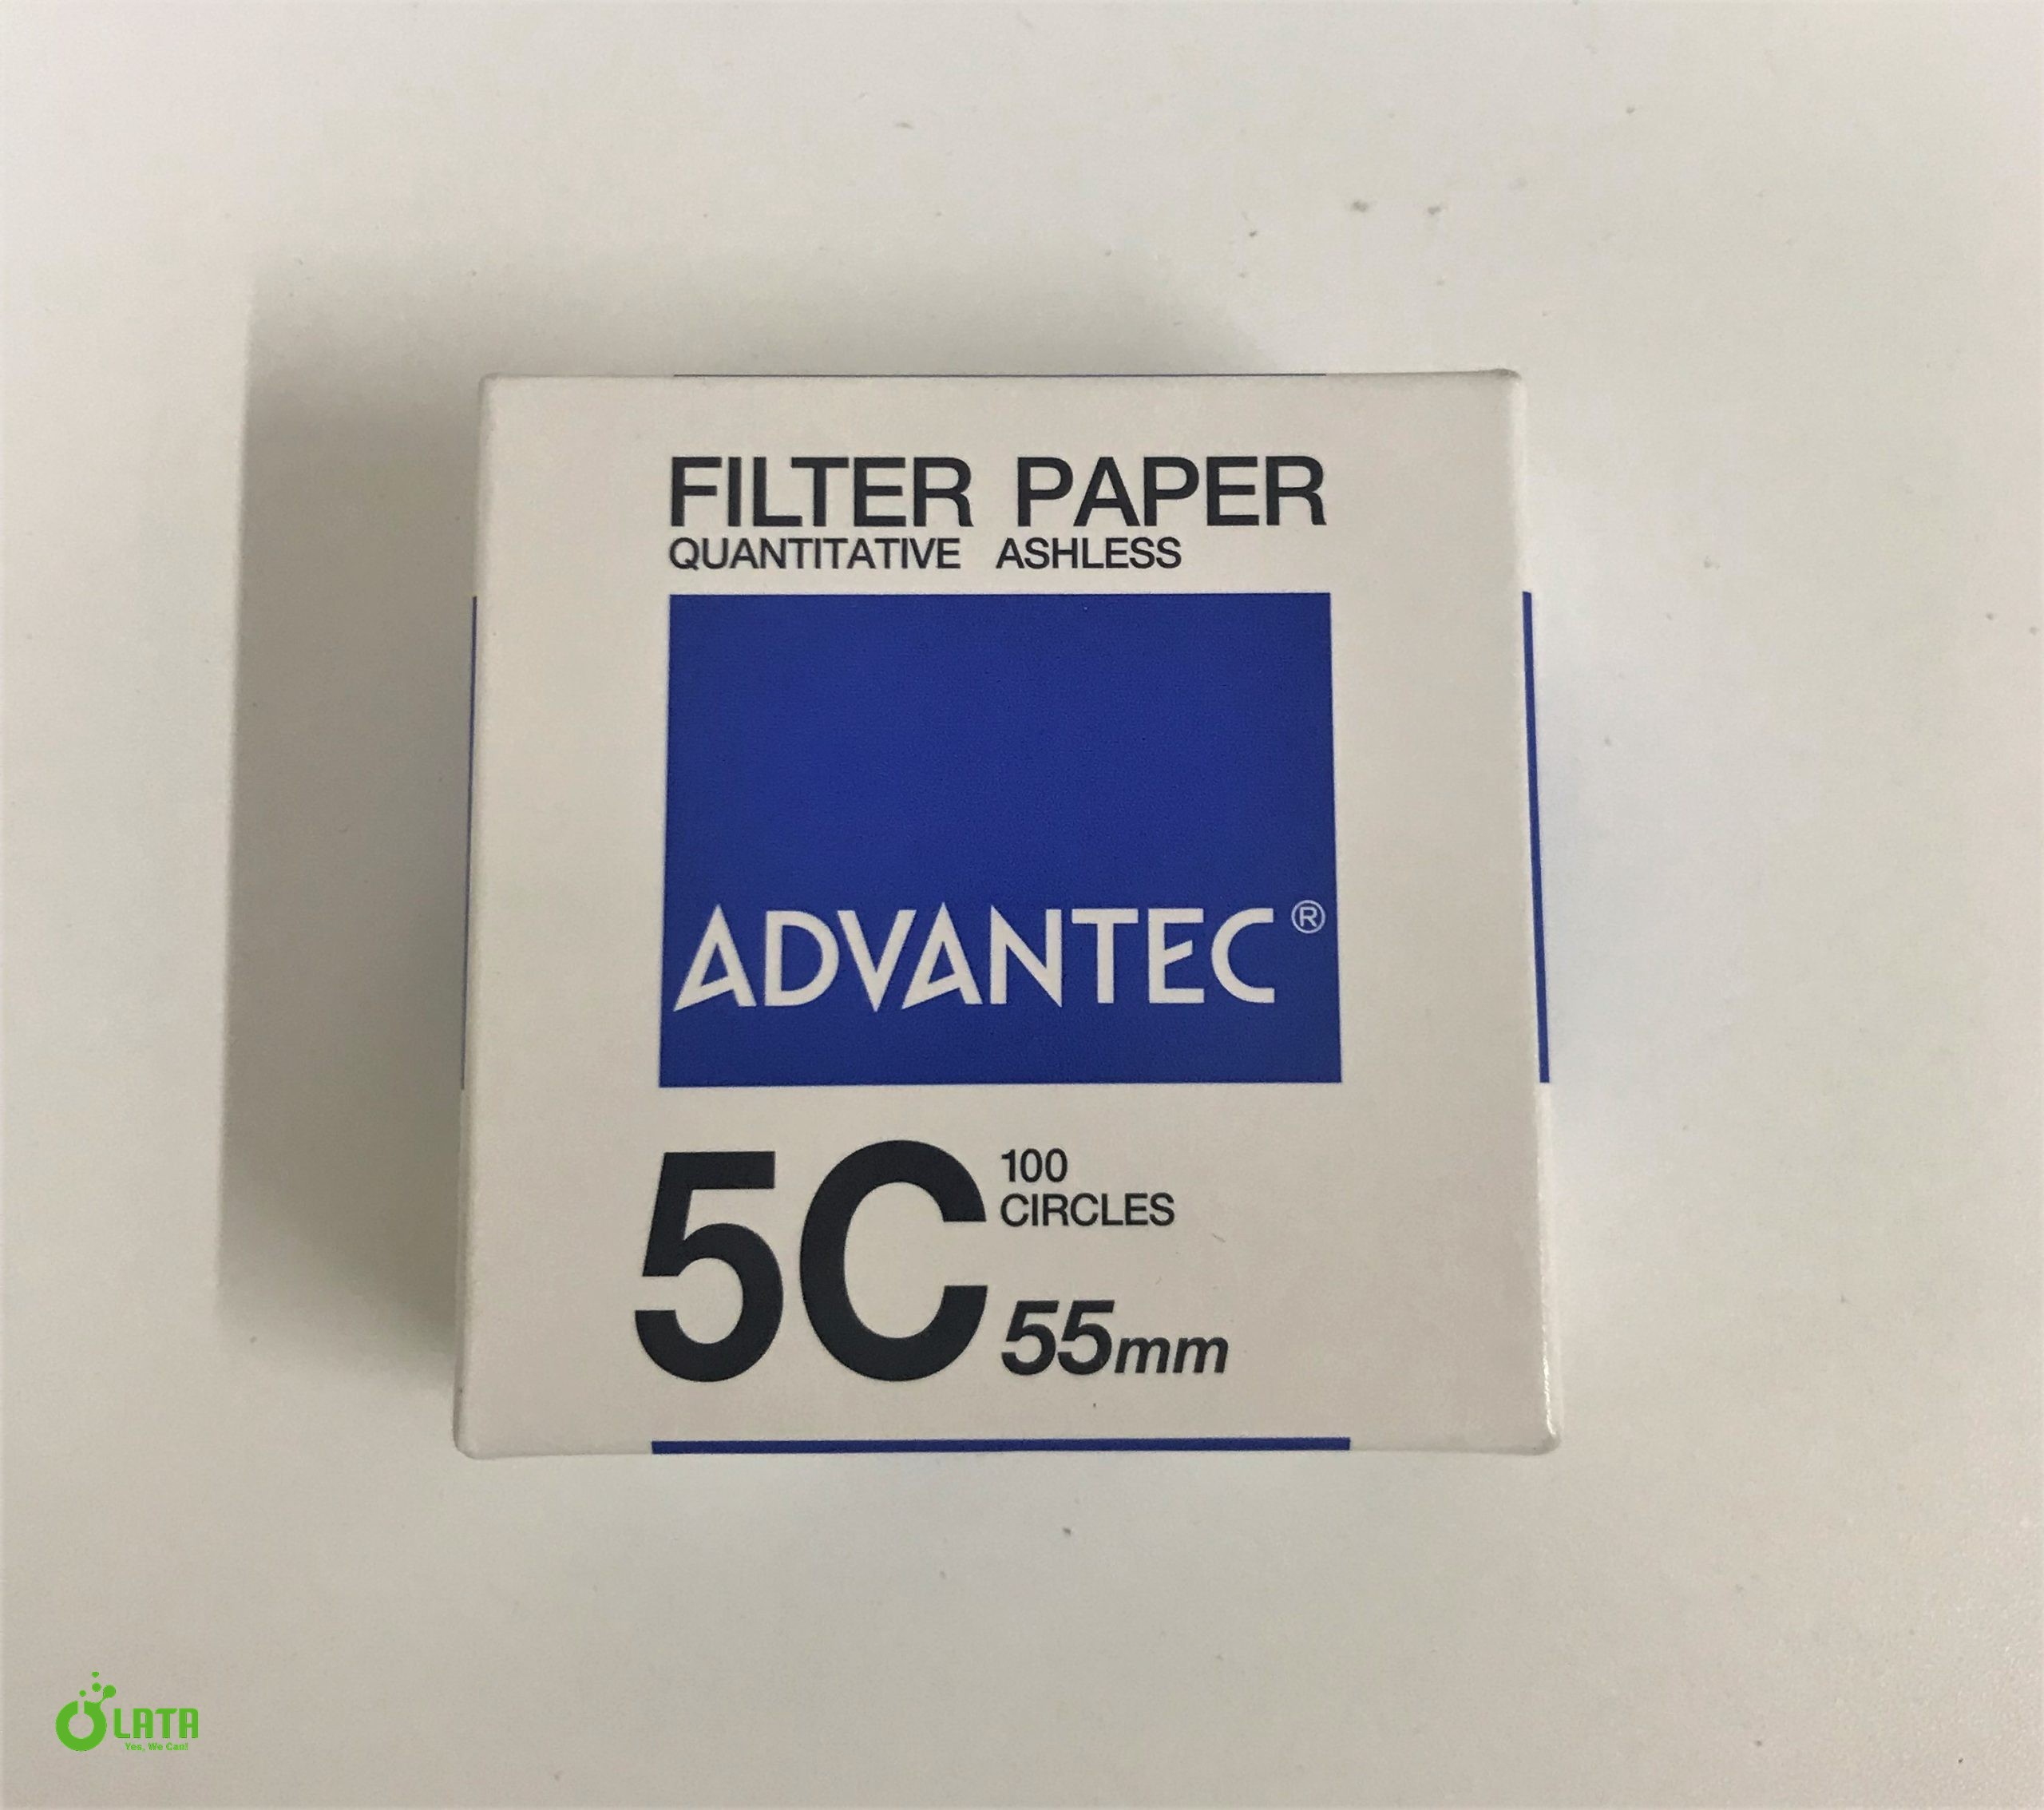 FILTER PAPER
QUANTITATIVE ASHLESS
ADVANTEC®
5C
100
CIRCLES
55mm
LATA
Yes, We Can!